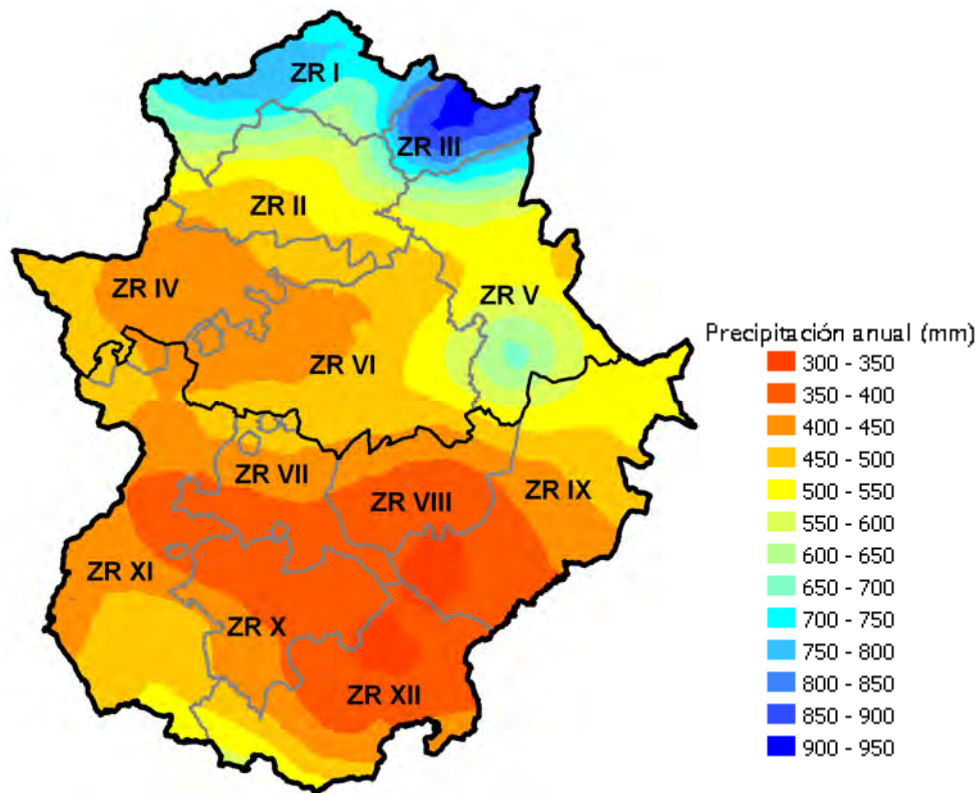 ZR I
ZR III
ZR II
ZR IV
ZR V
ZR VI
ZR VII
ZR VIII
ZR IX
ZR XI
ZR X
ZR XII
Precipitación anual (mm)
300 - 350
350 - 400
400 - 450
450 - 500
500 - 550
550 - 600
600 - 650
650 - 700
700 - 750
750 - 800
800 - 850
850 - 900
900 - 950